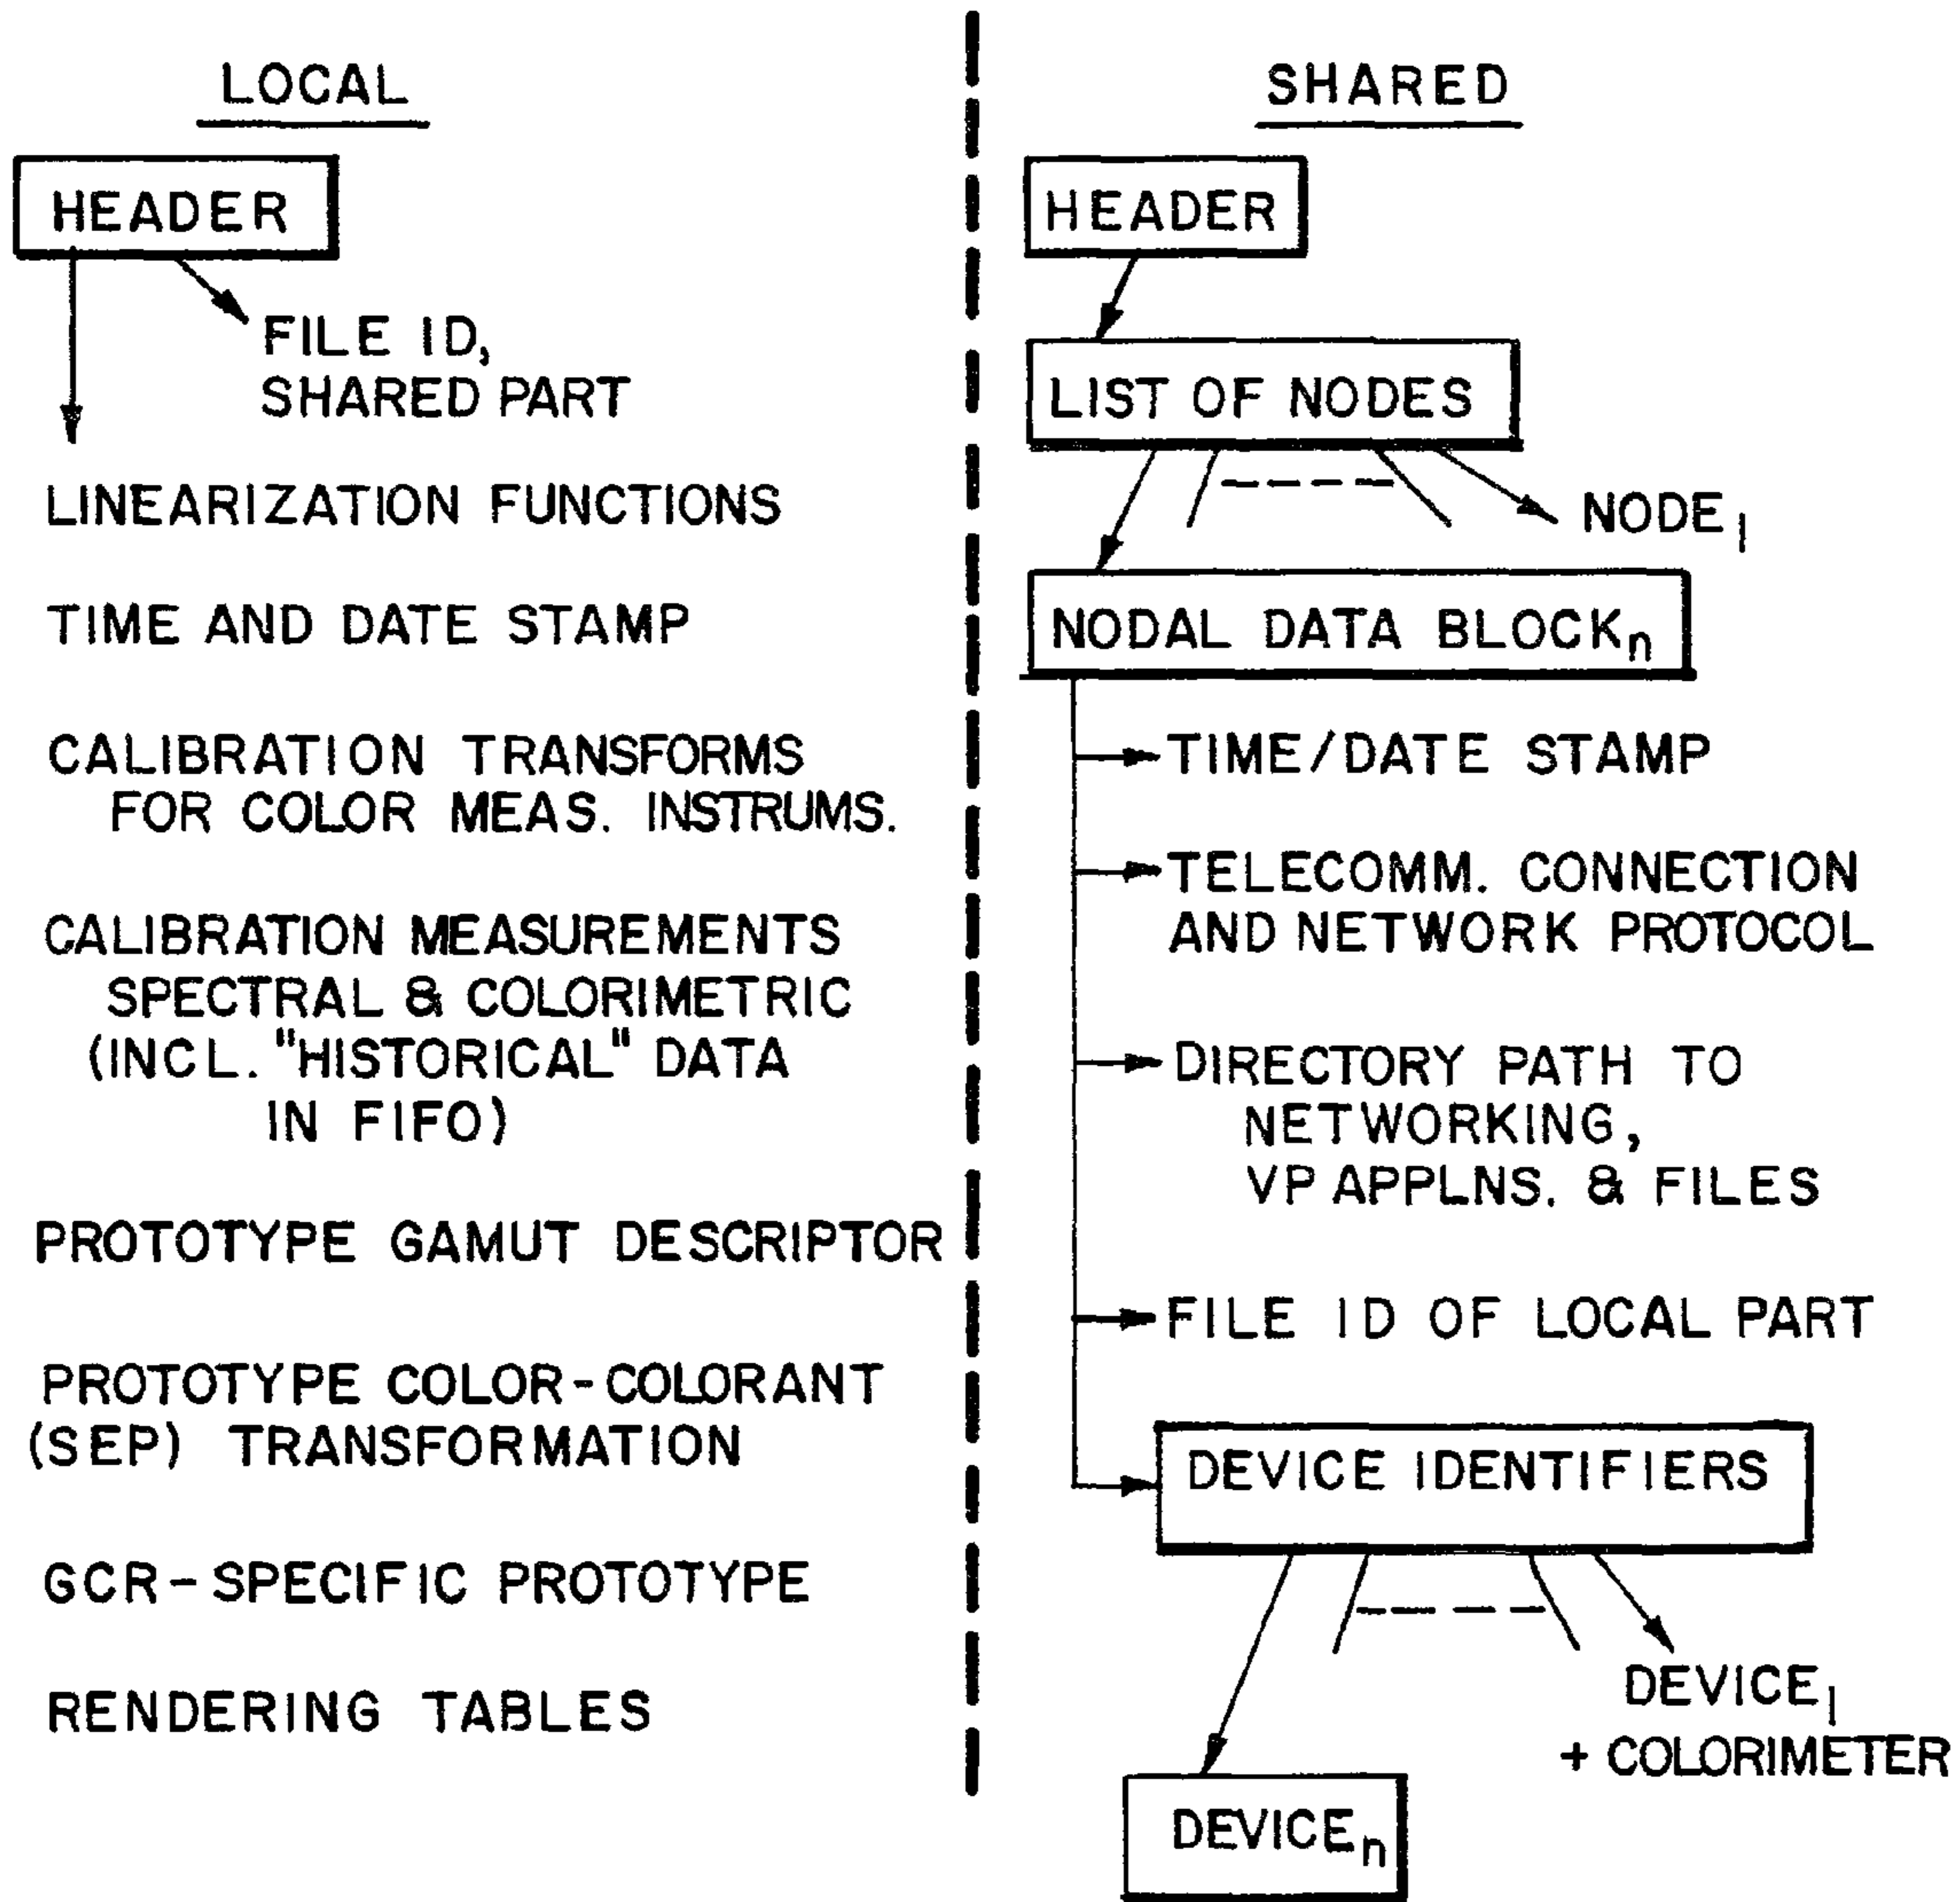 LOCAL
HEADER
FILE ID,
SHARED PART
LINEARIZATION FUNCTIONS
TIME AND DATE STAMP
CALIBRATION TRANSFORMS
FOR COLOR MEAS. INSTRUMS.
CALIBRATION MEASUREMENTS
SPECTRAL & COLORIMETRIC
(INCL. "HISTORICAL" DATA
IN FIFO)
PROTOTYPE GAMUT DESCRIPTOR
PROTOTYPE COLOR-COLORANT
(SEP) TRANSFORMATION
GCR-SPECIFIC PROTOTYPE
RENDERING TABLES
SHARED
HEADER
LIST OF NODES
NODE1
NODAL DATA BLOCKn
TIME/DATE STAMP
TELECOMM. CONNECTION
AND NETWORK PROTOCOL
DIRECTORY PATH TO
NETWORKING,
VP APPLNS. & FILES
FILE ID OF LOCAL PART
DEVICE IDENTIFIERS
DEVICE1
+ COLORIMETER
DEVICEn